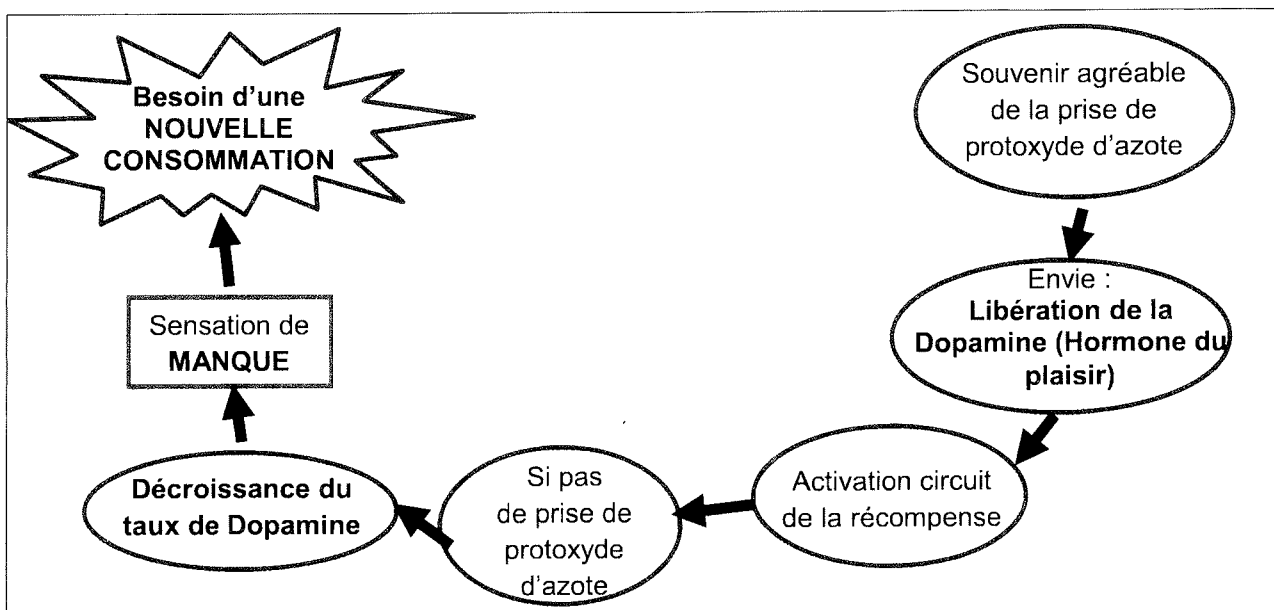 Souvenir agréable
de la prise de
protoxyde d'azote
Envie :
Libération de la
Dopamine (Hormone du
plaisir)
Activation circuit
de la récompense
Si pas
de prise de
protoxyde
d'azote
Décroissance du
taux de Dopamine
Sensation de
MANQUE
Besoin d'une
NOUVELLE
CONSOMMATION